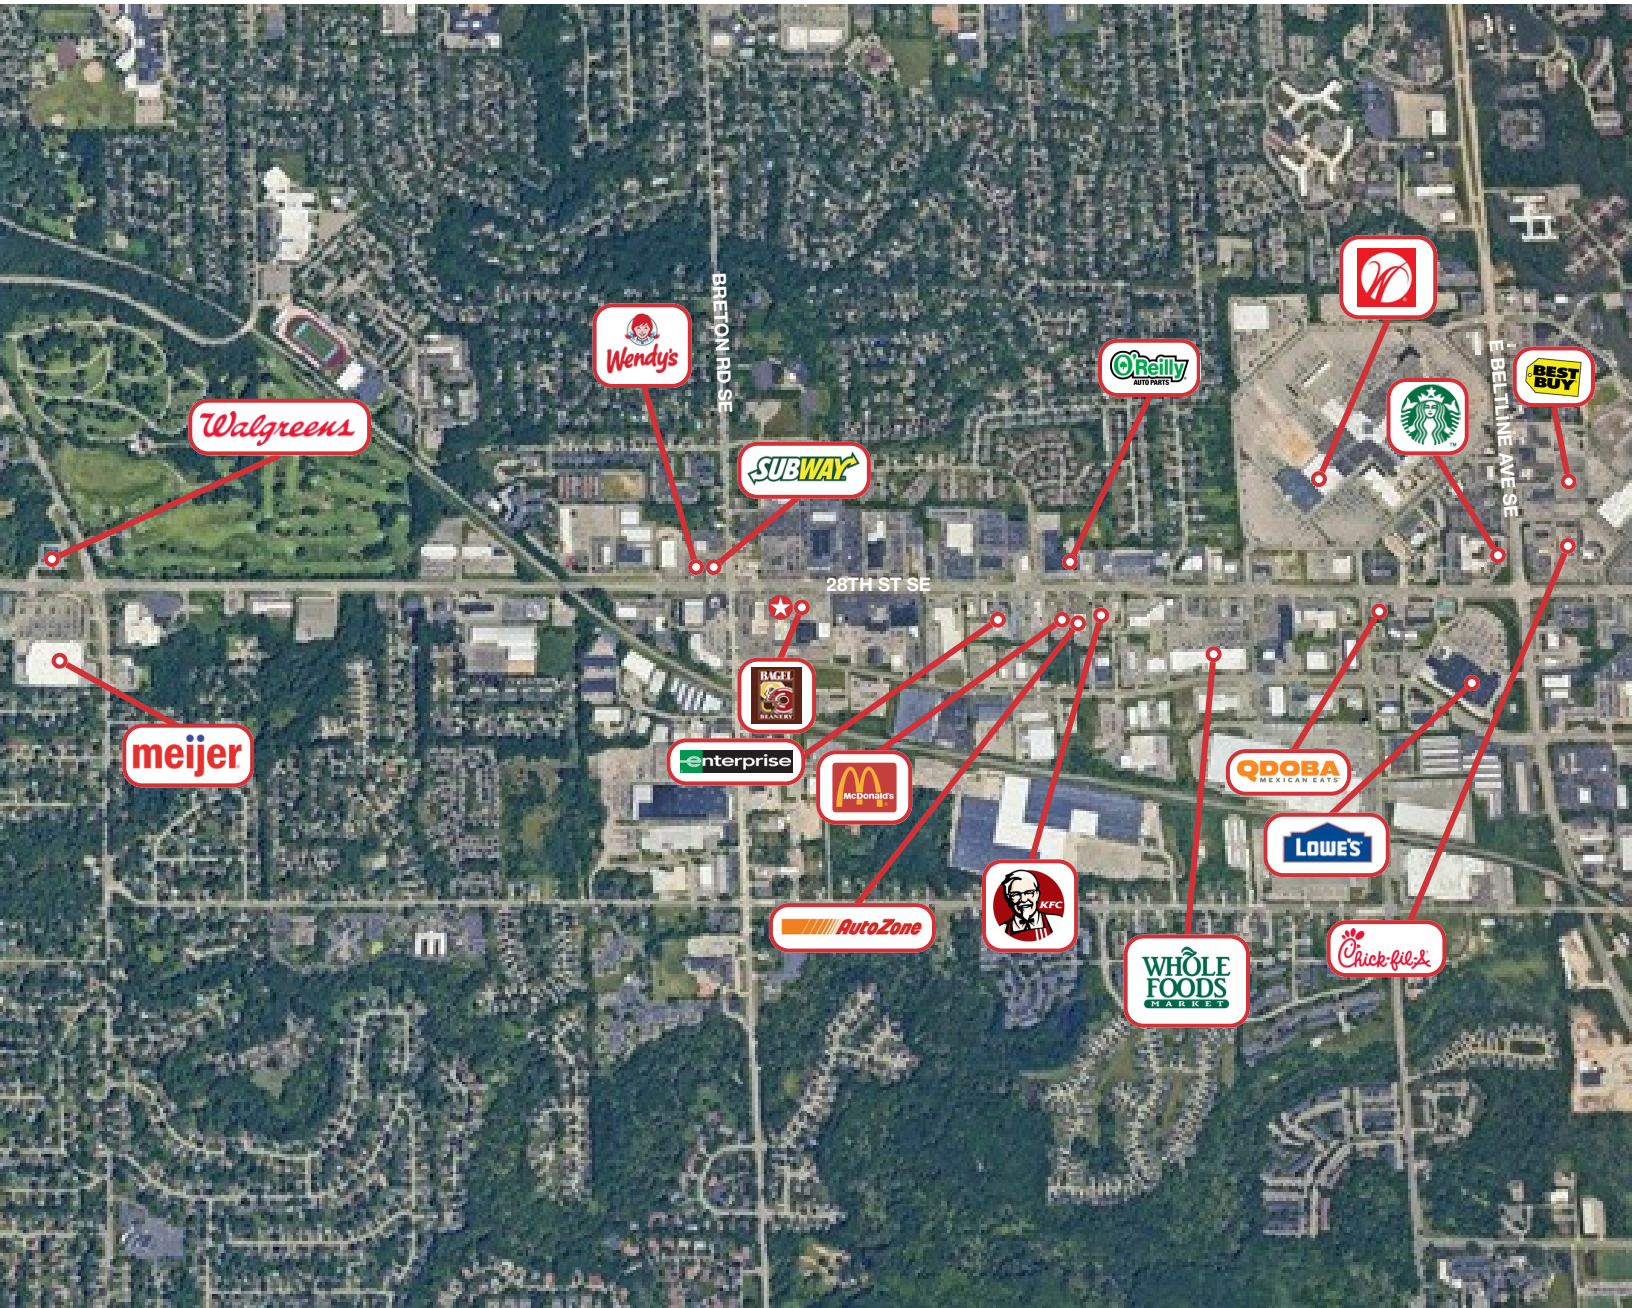 BRETON RD SE
Wendy's
O'Reilly
AUTO PARTS
E BELTLINE AVE SE
BEST
BUY
Walgreens
SUBWAY
28TH ST SE
BAGEL
BEANERY
meijer
enterprise
McDonald's
QDOBA
MEXICAN EATS
LOWE'S
KFC
AutoZone
Chick-fil-A
WHOLE
FOODS
MARKET
W